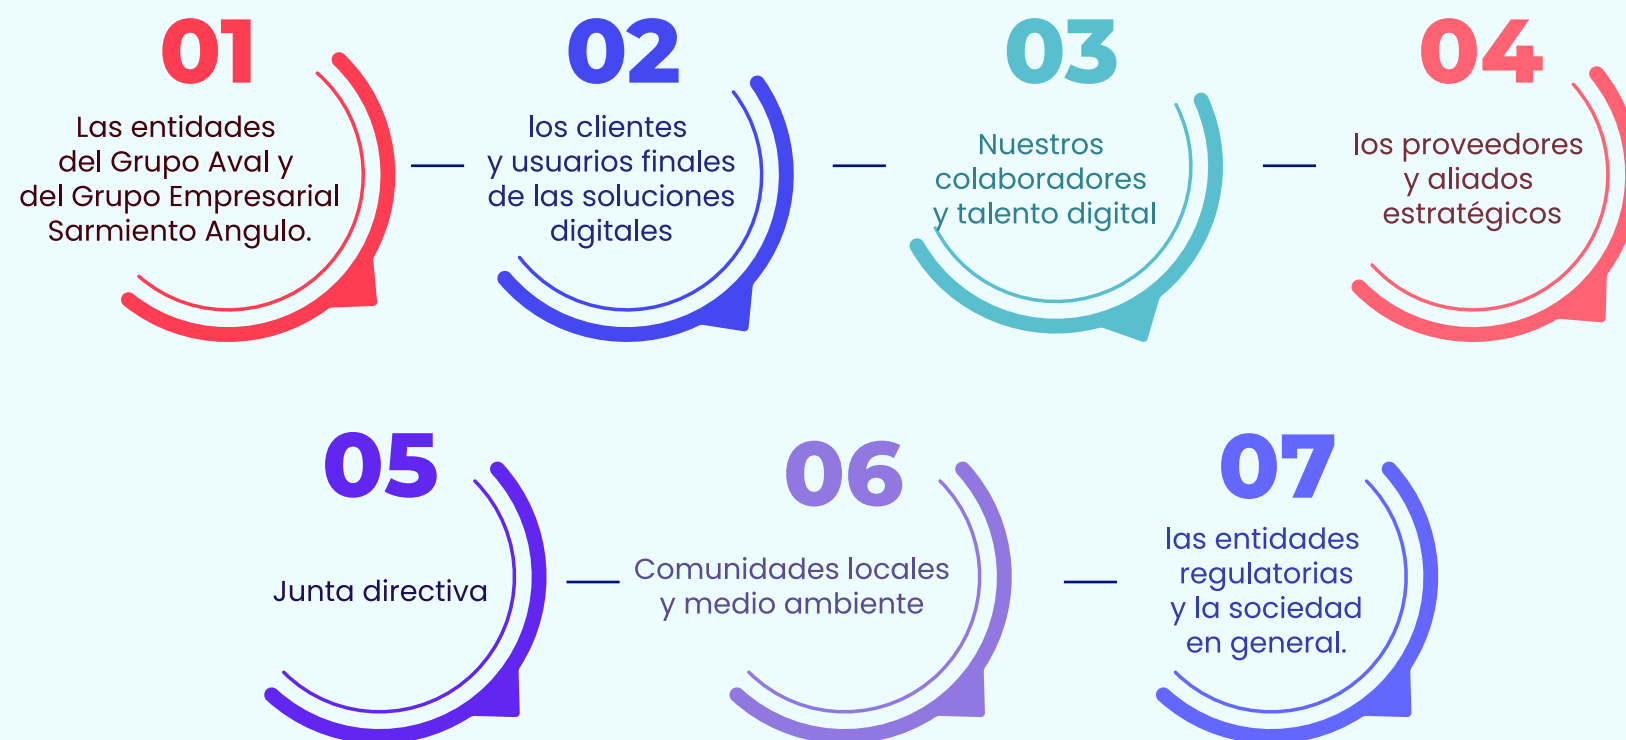 01
Las entidades
del Grupo Aval y
del Grupo Empresarial
Sarmiento Angulo.
02
los clientes
y usuarios finales
de las soluciones
digitales
03
Nuestros
colaboradores
y talento digital
04
los proveedores
y aliados
estratégicos
05
Junta directiva
06
Comunidades locales
y medio ambiente
07
las entidades
regulatorias
y la sociedad
en general.